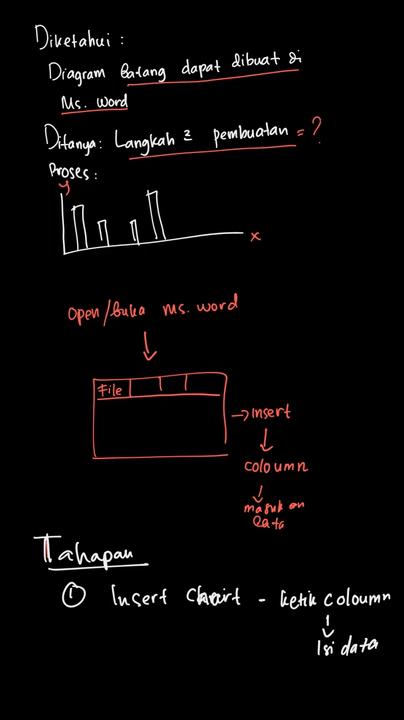 Diketahui :
Diagram batang dapat dibuat di
Ms. word
Ditanya : Langkah² pembuatan = ?
Proses :
y
x
open/buka ms. word
File
→ insert
coloumn
masukan
data
Tahapan
① Insert Chart - ketik coloumn
Isi data